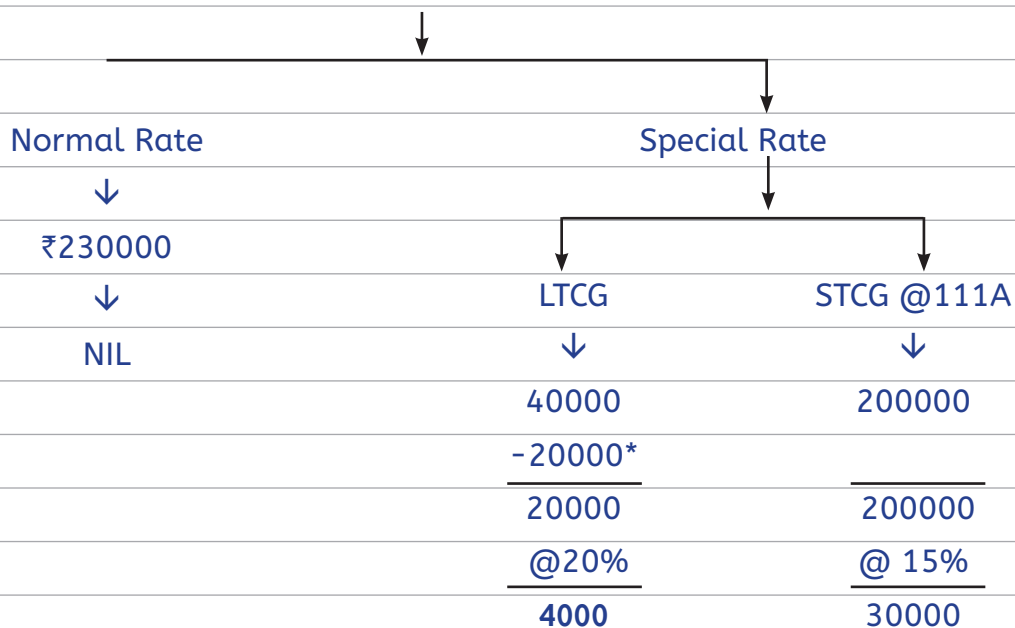 Normal Rate Special Rate
↓
₹230000
↓ LTCG STCG @111A
NIL ↓ ↓
40000 200000
-20000*
20000 200000
@20% @ 15%
4000 30000